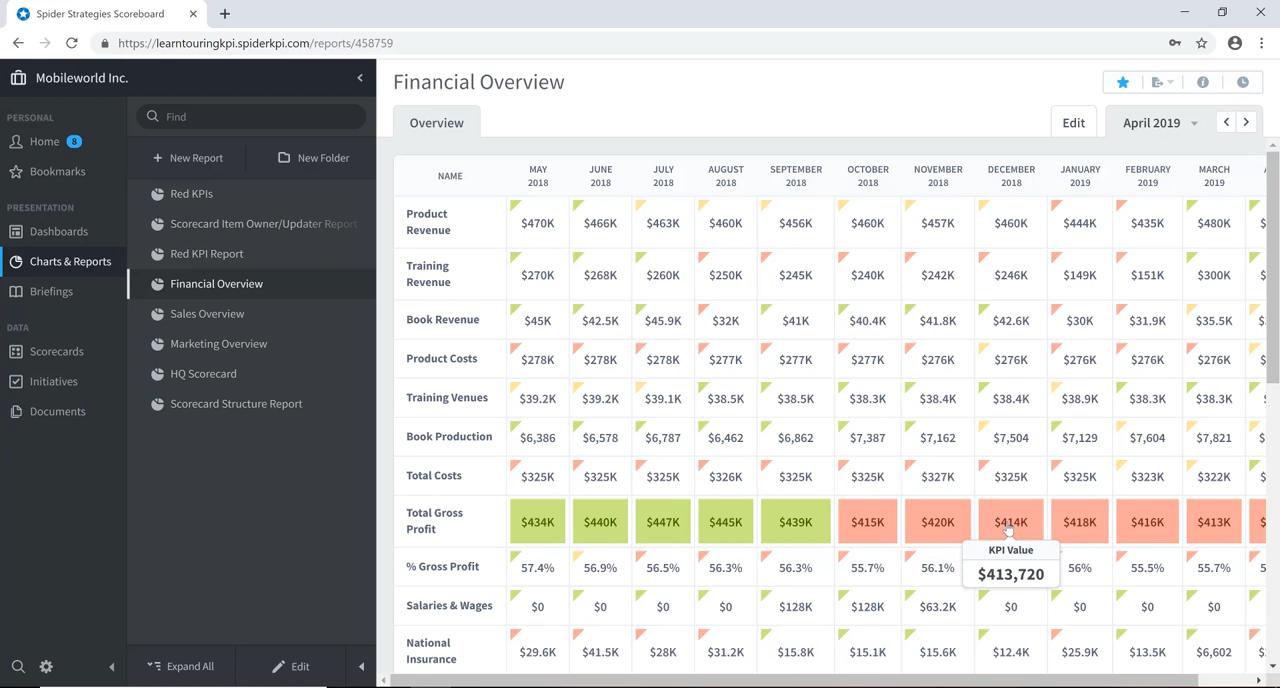 Spider Strategies Scoreboard
https://learntouringkpi.spiderkpi.com/reports/458759
Mobileworld Inc.
PERSONAL
Home 8
Bookmarks
PRESENTATION
Dashboards
Charts & Reports
Briefings
DATA
Scorecards
Initiatives
Documents
Find
New Report New Folder
Red KPIs
Scorecard Item Owner/Updater Report
Red KPI Report
Financial Overview
Sales Overview
Marketing Overview
HQ Scorecard
Scorecard Structure Report
Expand All Edit
Financial Overview
Overview Edit April 2019
NAME MAY 2018 JUNE 2018 JULY 2018 AUGUST 2018 SEPTEMBER 2018 OCTOBER 2018 NOVEMBER 2018 DECEMBER 2018 JANUARY 2019 FEBRUARY 2019 MARCH 2019
Product Revenue $470K $466K $463K $460K $456K $460K $457K $460K $444K $435K $480K
Training Revenue $270K $268K $260K $250K $245K $240K $242K $246K $149K $151K $300K
Book Revenue $45K $42.5K $45.9K $32K $41K $40.4K $41.8K $42.6K $30K $31.9K $35.5K
Product Costs $278K $278K $278K $277K $277K $277K $276K $276K $276K $276K $276K
Training Venues $39.2K $39.2K $39.1K $38.5K $38.5K $38.3K $38.4K $38.4K $38.9K $38.3K $38.3K
Book Production $6,386 $6,578 $6,787 $6,462 $6,862 $7,387 $7,162 $7,504 $7,129 $7,604 $7,821
Total Costs $325K $325K $325K $326K $325K $325K $327K $325K $325K $323K $322K
Total Gross Profit $434K $440K $447K $445K $439K $415K $420K $414K $418K $416K $413K
KPI Value
$413,720
% Gross Profit 57.4% 56.9% 56.5% 56.3% 56.3% 55.7% 56.1% 56% 55.5% 55.7%
Salaries & Wages $0 $0 $0 $0 $128K $128K $63.2K $0 $0 $0 $0
National Insurance $29.6K $41.5K $28K $31.2K $15.8K $15.1K $15.6K $12.4K $25.9K $13.5K $6,602